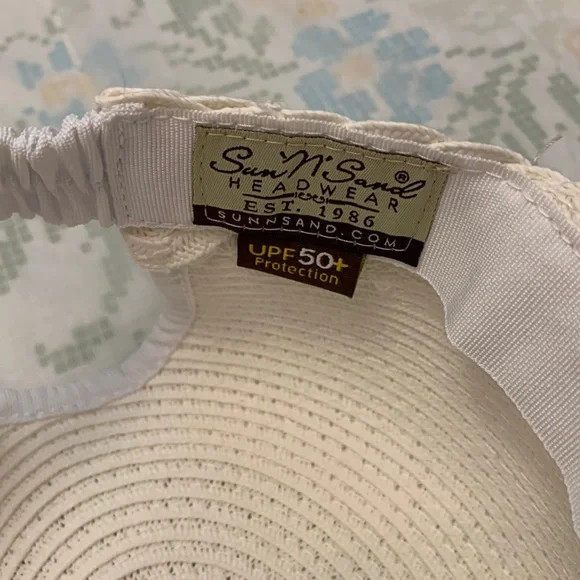 Sun 'N' Sand®
HEADWEAR
EST. 1986
SUNNSAND.COM
UPF50+
Protection